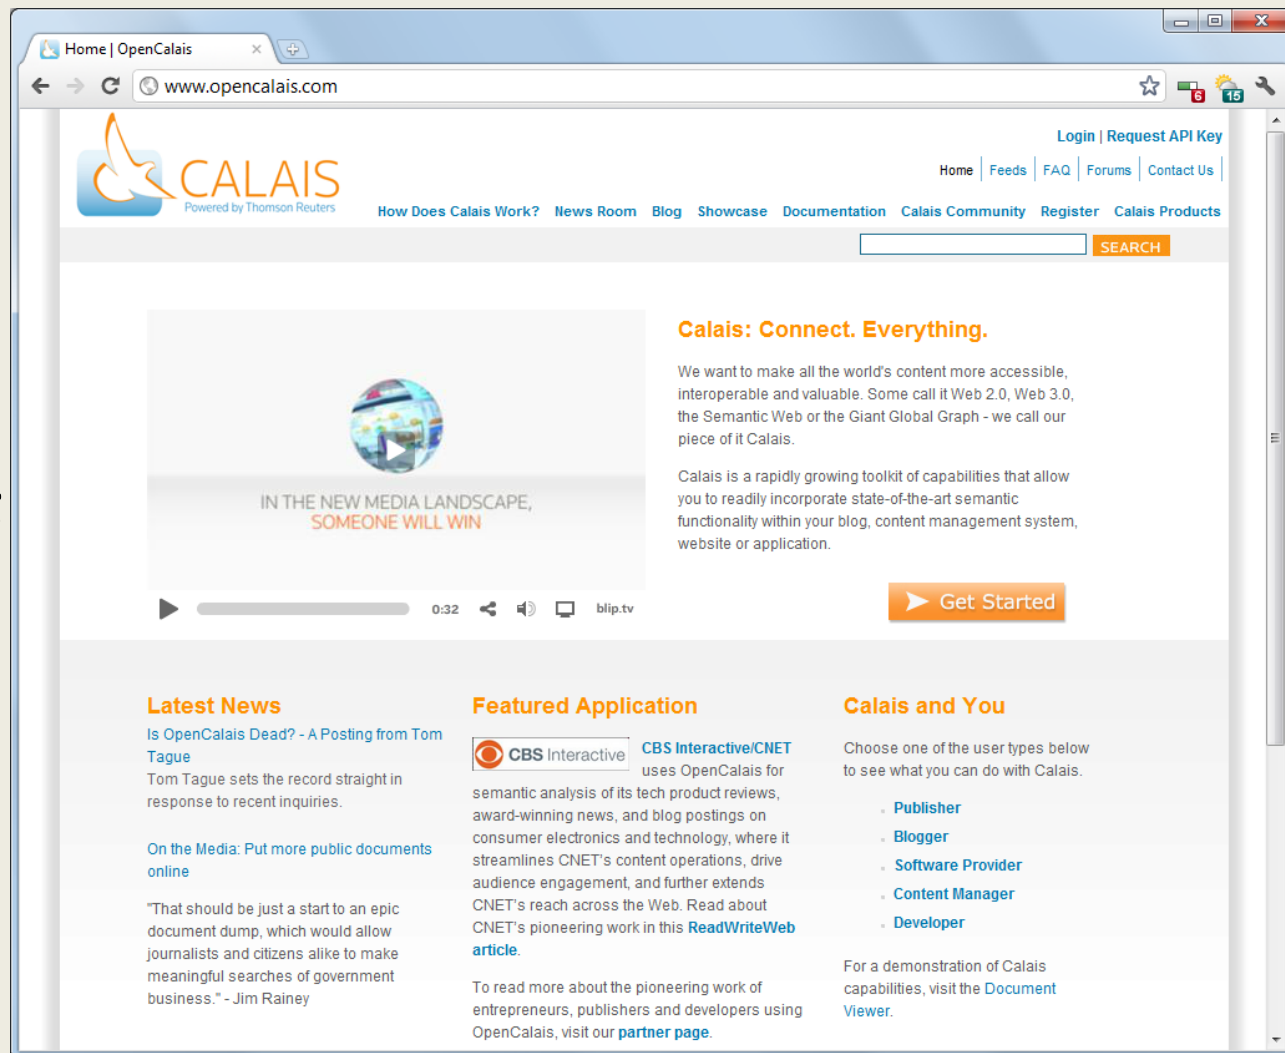 Home | OpenCalais
www.opencalais.com
6
15
Login | Request API Key
CALAIS
Powered by Thomson Reuters
Home | Feeds | FAQ | Forums | Contact Us |
How Does Calais Work? News Room Blog Showcase Documentation Calais Community Register Calais Products
SEARCH
IN THE NEW MEDIA LANDSCAPE,
SOMEONE WILL WIN
0:32
blip.tv
Calais: Connect. Everything.
We want to make all the world's content more accessible,
interoperable and valuable. Some call it Web 2.0, Web 3.0,
the Semantic Web or the Giant Global Graph - we call our
piece of it Calais.
Calais is a rapidly growing toolkit of capabilities that allow
you to readily incorporate state-of-the-art semantic
functionality within your blog, content management system,
website or application.
Get Started
Latest News
Is OpenCalais Dead? - A Posting from Tom
Tague
Tom Tague sets the record straight in
response to recent inquiries.
On the Media: Put more public documents
online
"That should be just a start to an epic
document dump, which would allow
journalists and citizens alike to make
meaningful searches of government
business." - Jim Rainey
Featured Application
CBS Interactive
CBS Interactive/CNET
uses OpenCalais for
semantic analysis of its tech product reviews,
award-winning news, and blog postings on
consumer electronics and technology, where it
streamlines CNET's content operations, drive
audience engagement, and further extends
CNET's reach across the Web. Read about
CNET's pioneering work in this ReadWriteWeb
article.
To read more about the pioneering work of
entrepreneurs, publishers and developers using
OpenCalais, visit our partner page.
Calais and You
Choose one of the user types below
to see what you can do with Calais.
Publisher
Blogger
Software Provider
Content Manager
Developer
For a demonstration of Calais
capabilities, visit the Document
Viewer.